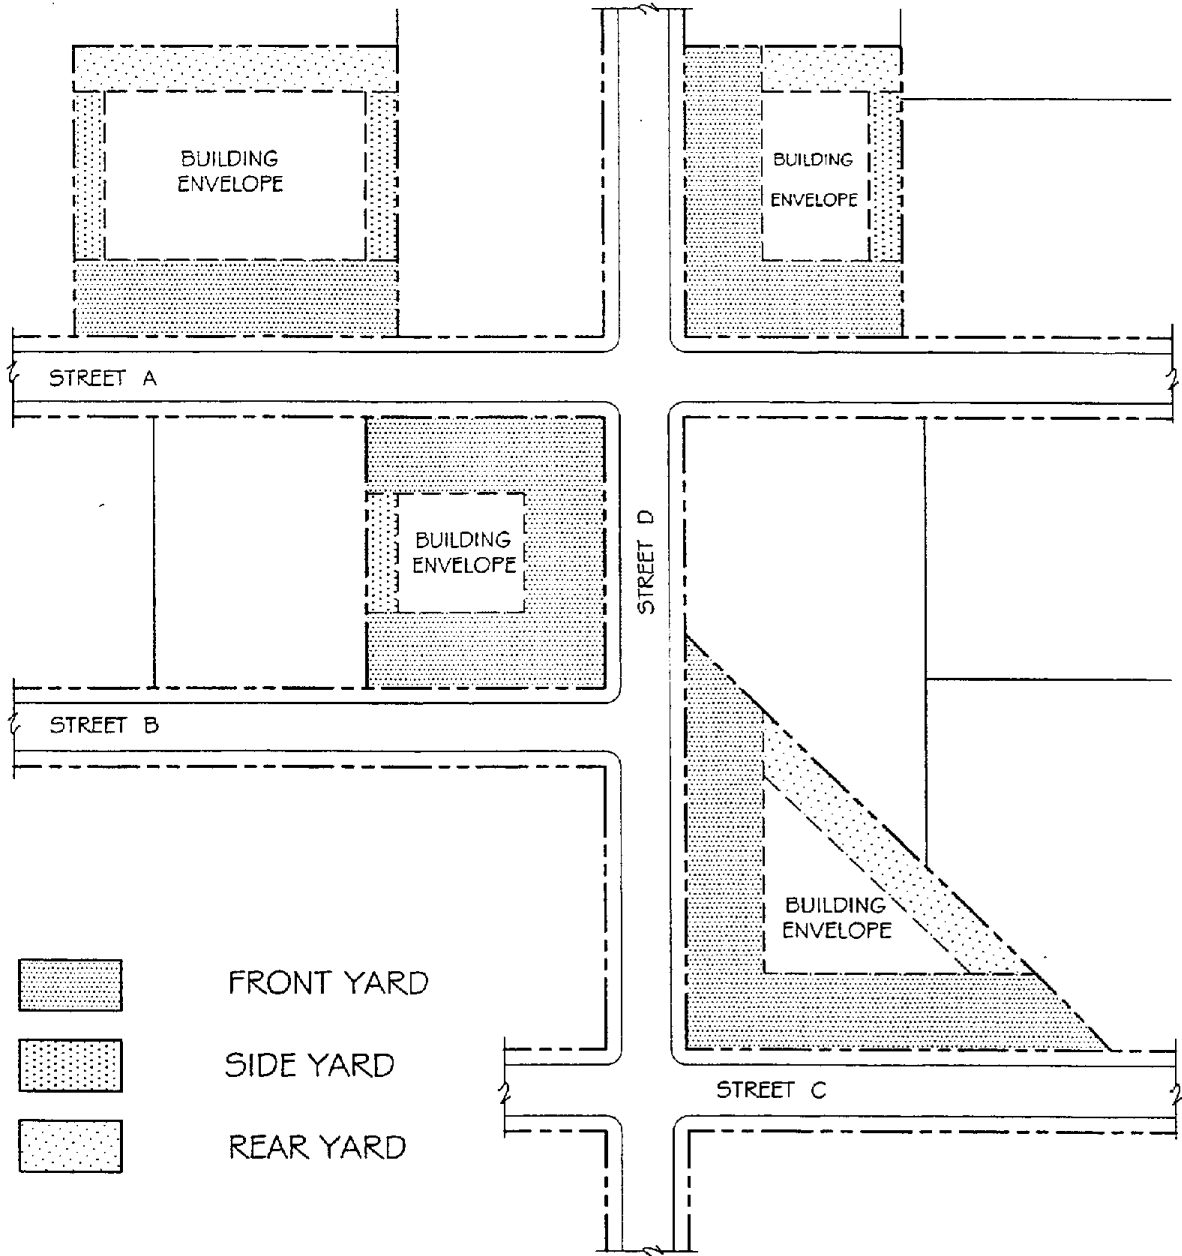 BUILDING
ENVELOPE
BUILDING
ENVELOPE
STREET A
BUILDING
ENVELOPE
STREET D
STREET B
BUILDING
ENVELOPE
FRONT YARD
SIDE YARD
STREET C
REAR YARD